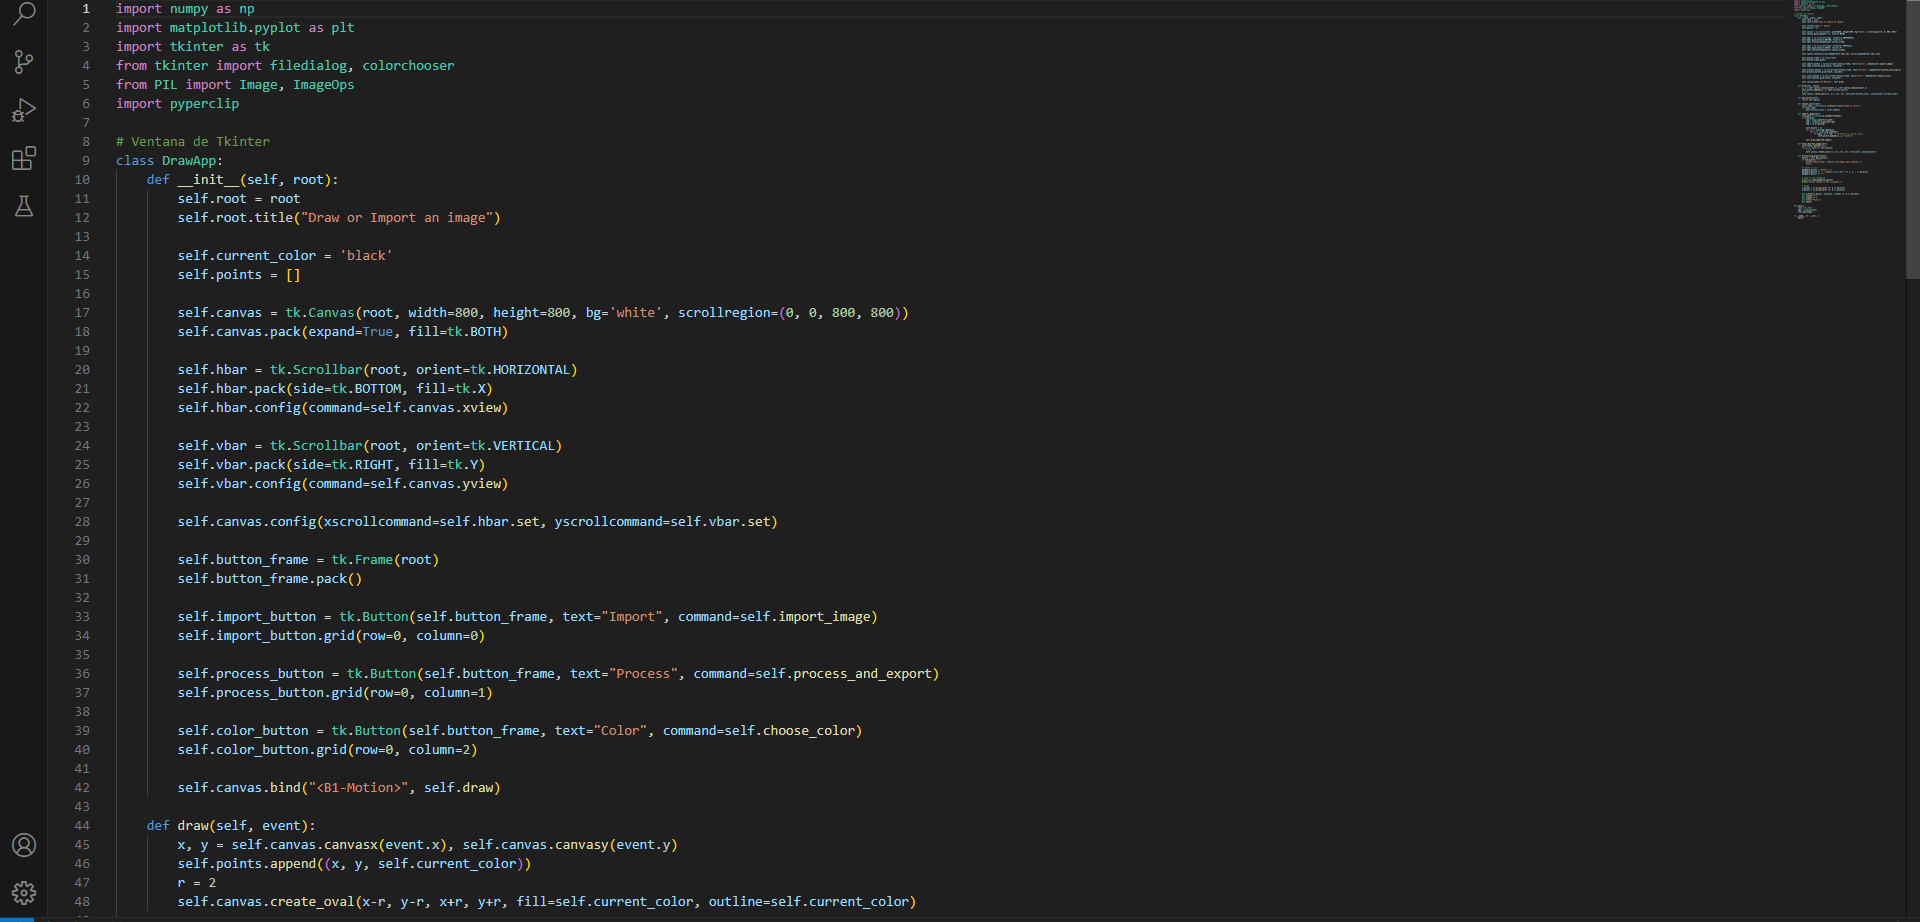 1 import numpy as np
2 import matplotlib.pyplot as plt
3 import tkinter as tk
4 from tkinter import filedialog, colorchooser
5 from PIL import Image, ImageOps
6 import pyperclip
7
8 # Ventana de Tkinter
9 class DrawApp:
10 def __init__(self, root):
11 self.root = root
12 self.root.title("Draw or Import an image")
13
14 self.current_color = 'black'
15 self.points = []
16
17 self.canvas = tk.Canvas(root, width=800, height=800, bg='white', scrollregion=(0, 0, 800, 800))
18 self.canvas.pack(expand=True, fill=tk.BOTH)
19
20 self.hbar = tk.Scrollbar(root, orient=tk.HORIZONTAL)
21 self.hbar.pack(side=tk.BOTTOM, fill=tk.X)
22 self.hbar.config(command=self.canvas.xview)
23
24 self.vbar = tk.Scrollbar(root, orient=tk.VERTICAL)
25 self.vbar.pack(side=tk.RIGHT, fill=tk.Y)
26 self.vbar.config(command=self.canvas.yview)
27
28 self.canvas.config(xscrollcommand=self.hbar.set, yscrollcommand=self.vbar.set)
29
30 self.button_frame = tk.Frame(root)
31 self.button_frame.pack()
32
33 self.import_button = tk.Button(self.button_frame, text="Import", command=self.import_image)
34 self.import_button.grid(row=0, column=0)
35
36 self.process_button = tk.Button(self.button_frame, text="Process", command=self.process_and_export)
37 self.process_button.grid(row=0, column=1)
38
39 self.color_button = tk.Button(self.button_frame, text="Color", command=self.choose_color)
40 self.color_button.grid(row=0, column=2)
41
42 self.canvas.bind("<B1-Motion>", self.draw)
43
44 def draw(self, event):
45 x, y = self.canvas.canvasx(event.x), self.canvas.canvasy(event.y)
46 self.points.append((x, y, self.current_color))
47 r = 2
48 self.canvas.create_oval(x-r, y-r, x+r, y+r, fill=self.current_color, outline=self.current_color)